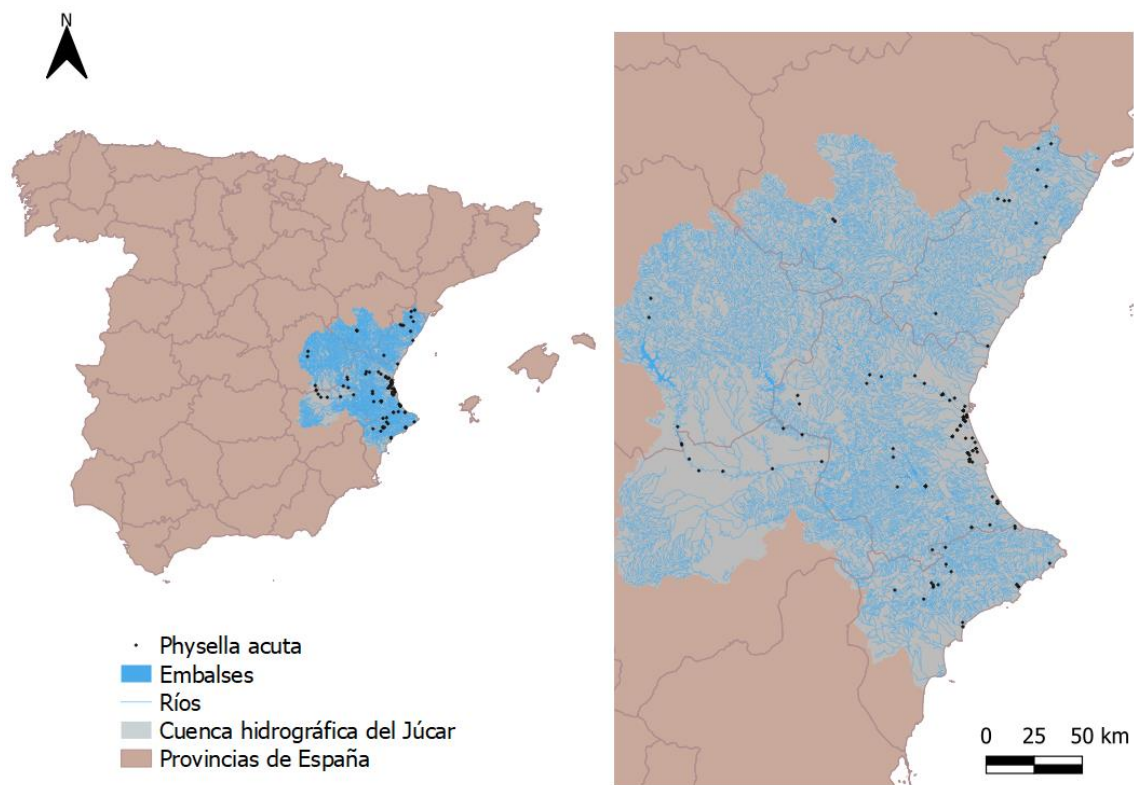 N
Physella acuta
Embalses
Ríos
Cuenca hidrográfica del Júcar
Provincias de España
0 25 50 km